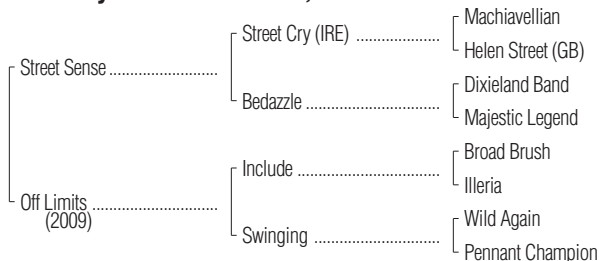 Machiavellian
Street Cry (IRE) ..................
Helen Street (GB)
Street Sense .......................
Dixieland Band
Bedazzle ............................
Majestic Legend
Broad Brush
Include ..............................
Illeria
Off Limits .........................
(2009)
Wild Again
Swinging ...........................
Pennant Champion